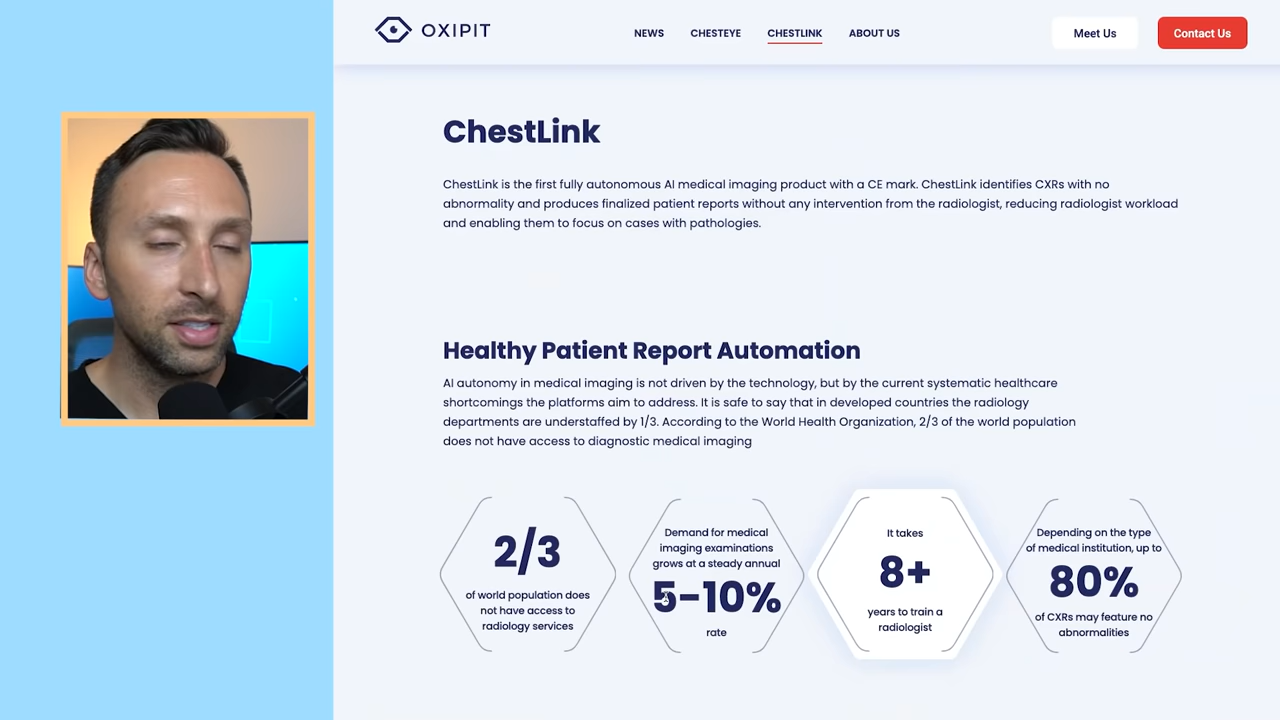 OXIPIT
NEWS
CHESTEYE
CHESTLINK
ABOUT US
Meet Us
Contact Us
ChestLink
ChestLink is the first fully autonomous AI medical imaging product with a CE mark. ChestLink identifies CXRs with no
abnormality and produces finalized patient reports without any intervention from the radiologist, reducing radiologist workload
and enabling them to focus on cases with pathologies.
Healthy Patient Report Automation
AI autonomy in medical imaging is not driven by the technology, but by the current systematic healthcare
shortcomings the platforms aim to address. It is safe to say that in developed countries the radiology
departments are understaffed by 1/3. According to the World Health Organization, 2/3 of the world population
does not have access to diagnostic medical imaging
2/3
of world population does
not have access to
radiology services
Demand for medical
imaging examinations
grows at a steady annual
5-10%
rate
It takes
8+
years to train a
radiologist
Depending on the type
of medical institution, up to
80%
of CXRs may feature no
abnormalities